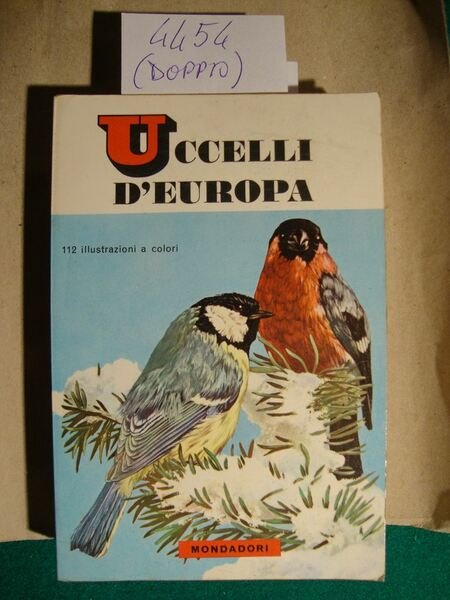 4454
(DOPPIO)
UCCELLI
D'EUROPA
112 illustrazioni a colori
MONDADORI